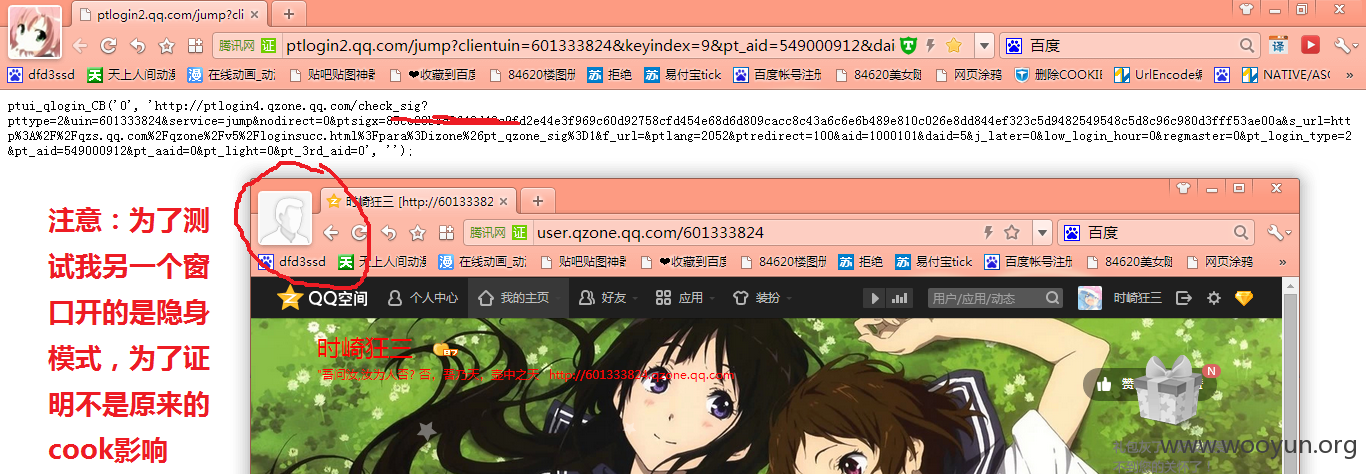 ptlogin2.qq.com/jump?cli
腾讯网 证 ptlogin2.qq.com/jump?clientuin=601333824&keyindex=9&pt_aid=549000912&dai
百度
译
dfd3ssd 天上人间动漫 在线动画_动 贴吧贴图神器 ❤收藏到百度 84620楼图册 拒绝 易付宝tick 百度帐号注册 84620美女随 网页涂鸦 删除COOKIE UrlEncode编 NATIVE/ASC »
ptui_qlogin_CB('0', 'http://ptlogin4.qzone.qq.com/check_sig?
pttype=2&uin=601333824&service=jump&nodirect=0&ptsigx=
fd2e44e3f969c60d92758cfd454e68d6d809cacc8c43a6c6e6b489e810c026e8dd844ef323c5d9482549548c5d8c96c980d3fff53ae00a&s_url=htt
p%3A%2F%2Fqzs.qq.com%2Fqzone%2Fv5%2Floginsucc.html%3Fpara%3Dizone%26pt_qzone_sig%3D1&f_url=&ptlang=2052&ptredirect=100&aid=1000101&daid=5&j_later=0&low_login_hour=0&regmaster=0&pt_login_type=2
&pt_aid=549000912&pt_aaid=0&pt_light=0&pt_3rd_aid=0', '');
注意：为了测
试我另一个窗
口开的是隐身
模式，为了证
明不是原来的
cook影响
时崎狂三 [http://60133382
腾讯网 证 user.qzone.qq.com/601333824
百度
dfd3ssd 天上人间动漫 在线动画_动 贴吧贴图神器 ❤收藏到百度 84620楼图册 拒绝 易付宝tick 百度帐号注册 84620美女随 网页涂鸦 »
QQ空间 个人中心 我的主页 好友 应用 装扮 用户/应用/动态 时崎狂三
时崎狂三
http://601333824.qzone.qq.com
赞
N
www.wooyun.org